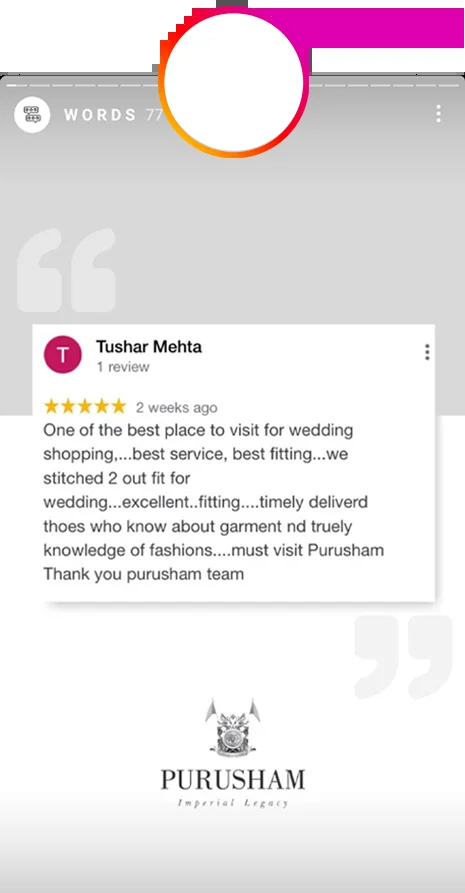 WORDS 77
T
Tushar Mehta
1 review
2 weeks ago
One of the best place to visit for wedding
shopping,...best service, best fitting...we
stitched 2 out fit for
wedding...excellent..fitting....timely deliverd
thoes who know about garment nd truely
knowledge of fashions....must visit Purusham
Thank you purusham team
PURUSHAM
Imperial Legacy